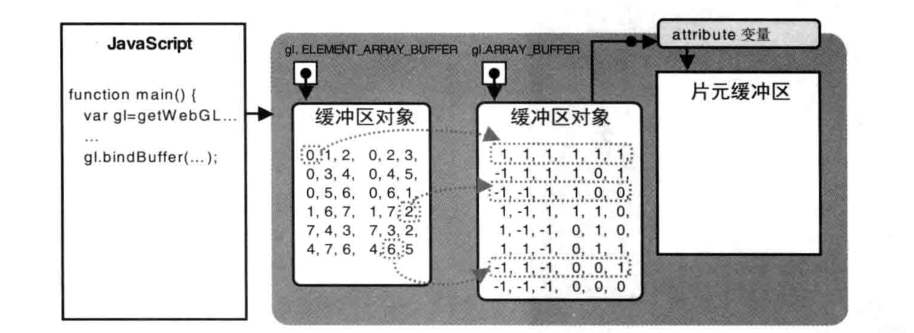 JavaScript
function main() {
var gl=getWebGL...
...
gl.bindBuffer(...);
gl. ELEMENT_ARRAY_BUFFER
缓冲区对象
0, 1, 2, 0, 2, 3,
0, 3, 4, 0, 4, 5,
0, 5, 6, 0, 6, 1,
1, 6, 7, 1, 7, 2,
7, 4, 3, 7, 3, 2,
4, 7, 6, 4, 6, 5
gl.ARRAY_BUFFER
缓冲区对象
1, 1, 1, 1, 1, 1,
-1, 1, 1, 1, 0, 1,
-1, -1, 1, 1, 0, 0,
1, -1, 1, 1, 1, 0,
1, -1, -1, 0, 1, 0,
1, 1, -1, 0, 1, 1,
-1, 1, -1, 0, 0, 1,
-1, -1, -1, 0, 0, 0
attribute 变量
片元缓冲区